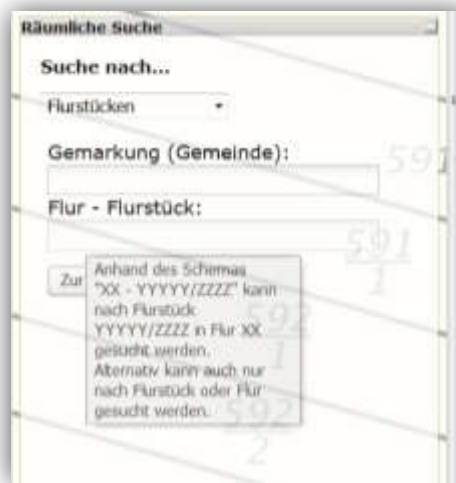 Räumliche Suche
Suche nach...
Flurstücken
Gemarkung (Gemeinde):
Flur - Flurstück:
Zur
Anhand des Schemas
"XX - YYYYY/ZZZZ" kann
nach Flurstück
YYYYY/ZZZZ in Flur XX
gesucht werden.
Alternativ kann auch nur
nach Flurstück oder Flur
gesucht werden.
591
591
1
592
1
592
2